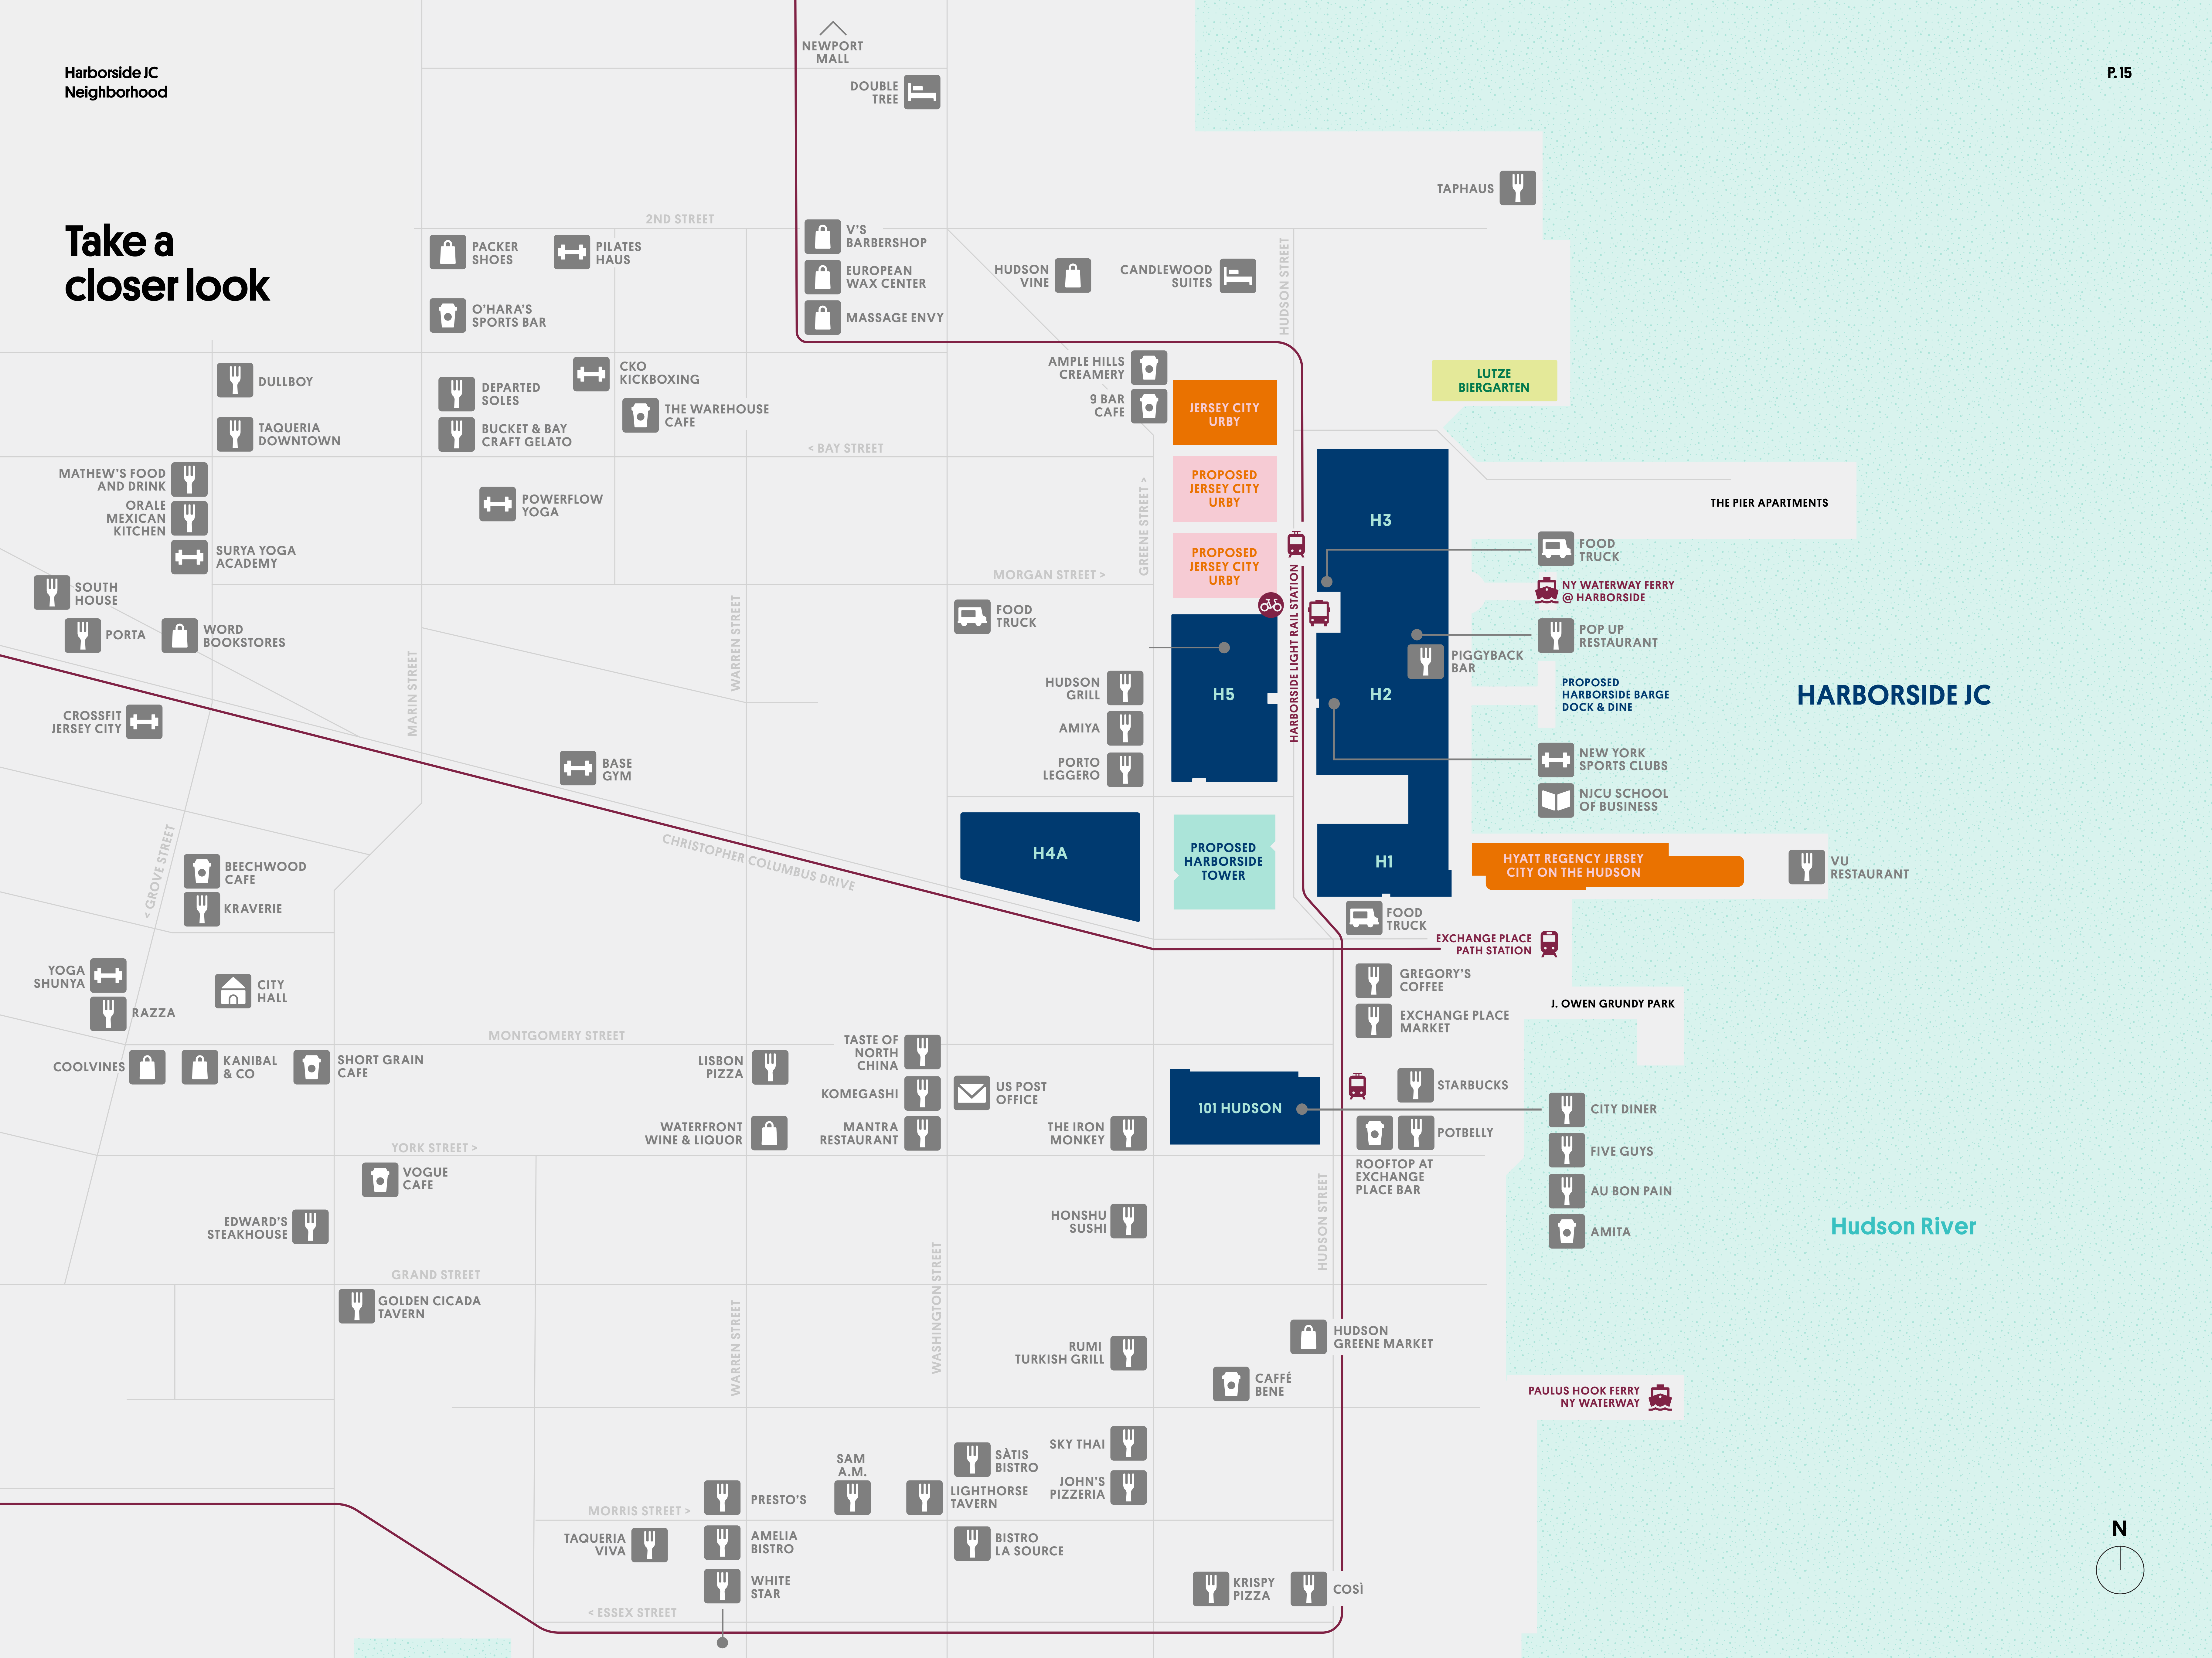 Harborside JC
Neighborhood
P. 15
Take a
closer look
NEWPORT
MALL
DOUBLE
TREE
TAPHAUS
2ND STREET
PACKER
SHOES
PILATES
HAUS
V'S
BARBERSHOP
EUROPEAN
WAX CENTER
MASSAGE ENVY
HUDSON
VINE
CANDLEWOOD
SUITES
HUDSON STREET
O'HARA'S
SPORTS BAR
DULLBOY
TAQUERIA
DOWNTOWN
DEPARTED
SOLES
BUCKET & BAY
CRAFT GELATO
CKO
KICKBOXING
THE WAREHOUSE
CAFE
AMPLE HILLS
CREAMERY
9 BAR
CAFE
JERSEY CITY
URBY
LUTZE
BIERGARTEN
< BAY STREET
MATHEW'S FOOD
AND DRINK
ORALE
MEXICAN
KITCHEN
SURYA YOGA
ACADEMY
POWERFLOW
YOGA
GREENE STREET >
PROPOSED
JERSEY CITY
URBY
PROPOSED
JERSEY CITY
URBY
H3
THE PIER APARTMENTS
FOOD
TRUCK
NY WATERWAY FERRY
@ HARBORSIDE
POP UP
RESTAURANT
PIGGYBACK
BAR
PROPOSED
HARBORSIDE BARGE
DOCK & DINE
HARBORSIDE JC
NEW YORK
SPORTS CLUBS
NJCU SCHOOL
OF BUSINESS
SOUTH
HOUSE
PORTA
WORD
BOOKSTORES
MORGAN STREET >
FOOD
TRUCK
WARREN STREET
MARIN STREET
HARBORSIDE LIGHT RAIL STATION
HUDSON
GRILL
AMIYA
PORTO
LEGGERO
H5
H2
CROSSFIT
JERSEY CITY
BASE
GYM
CHRISTOPHER COLUMBUS DRIVE
H4A
PROPOSED
HARBORSIDE
TOWER
H1
HYATT REGENCY JERSEY
CITY ON THE HUDSON
VU
RESTAURANT
< GROVE STREET
BEECHWOOD
CAFE
KRAVERIE
FOOD
TRUCK
EXCHANGE PLACE
PATH STATION
YOGA
SHUNYA
RAZZA
CITY
HALL
GREGORY'S
COFFEE
EXCHANGE PLACE
MARKET
J. OWEN GRUNDY PARK
MONTGOMERY STREET
COOLVINES
KANIBAL
& CO
SHORT GRAIN
CAFE
LISBON
PIZZA
TASTE OF
NORTH
CHINA
KOMEGASHI
US POST
OFFICE
WATERFRONT
WINE & LIQUOR
MANTRA
RESTAURANT
THE IRON
MONKEY
101 HUDSON
STARBUCKS
POTBELLY
ROOFTOP AT
EXCHANGE
PLACE BAR
CITY DINER
FIVE GUYS
AU BON PAIN
AMITA
YORK STREET >
VOGUE
CAFE
EDWARD'S
STEAKHOUSE
HONSHU
SUSHI
HUDSON STREET
Hudson River
GRAND STREET
GOLDEN CICADA
TAVERN
WARREN STREET
WASHINGTON STREET
RUMI
TURKISH GRILL
HUDSON
GREENE MARKET
CAFFÉ
BENE
PAULUS HOOK FERRY
NY WATERWAY
SKY THAI
SÀTIS
BISTRO
JOHN'S
PIZZERIA
SAM
A.M.
LIGHTHORSE
TAVERN
PRESTO'S
MORRIS STREET >
TAQUERIA
VIVA
AMELIA
BISTRO
BISTRO
LA SOURCE
WHITE
STAR
KRISPY
PIZZA
COSÌ
< ESSEX STREET
N